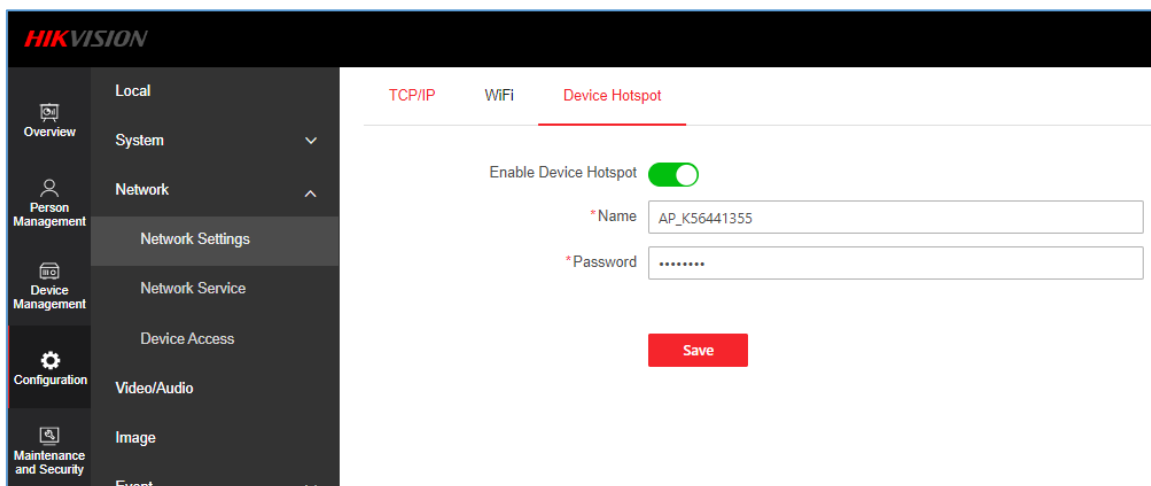 HIKVISION
Overview
Person
Management
Device
Management
Configuration
Maintenance
and Security
Local
System
Network
Network Settings
Network Service
Device Access
Video/Audio
Image
Event
TCP/IP WiFi Device Hotspot
Enable Device Hotspot
*Name AP_K56441355
*Password ••••••••
Save